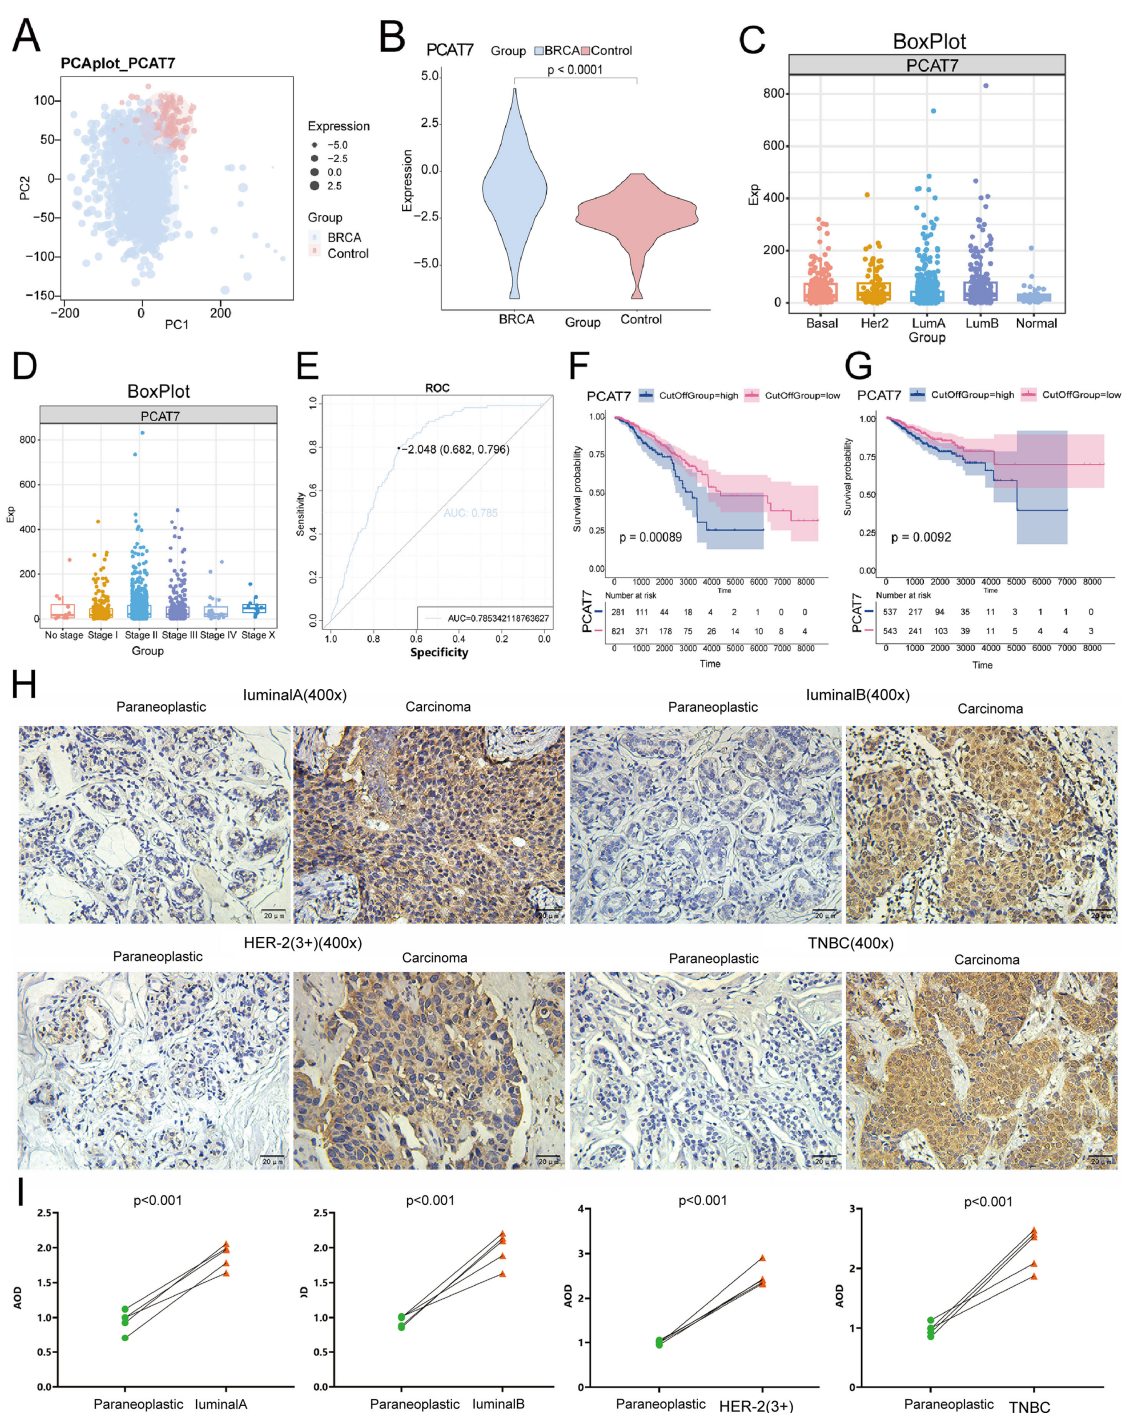 A
PCAplot_PCAT7
100
50
0
−50
−100
−150
PC2
−200
0
200
PC1
Expression
−5.0
−2.5
0.0
2.5
Group
BRCA
Control
B
PCAT7 Group BRCA Control
p < 0.0001
5.0
2.5
0.0
−2.5
−5.0
Expression
BRCA Group Control
C
BoxPlot
PCAT7
800
600
400
200
0
Exp
Basal Her2 LumA LumB Normal
Group
D
BoxPlot
PCAT7
800
600
400
200
0
Exp
No stage Stage I Stage II Stage III Stage IV Stage X
Group
E
ROC
1.0
0.8
0.6
0.4
0.2
0.0
Sensitivity
−2.048 (0.682, 0.796)
AUC: 0.785
AUC=0.785342118763627
1.0 0.8 0.6 0.4 0.2 0.0
Specificity
F
PCAT7 CutOffGroup=high CutOffGroup=low
1.00
0.75
0.50
0.25
0.00
Survival probability
p = 0.00089
0 1000 2000 3000 4000 5000 6000 7000 8000
Time
Number at risk
PCAT7
281 111 44 18 4 2 1 0 0
821 371 178 75 26 14 10 8 4
0 1000 2000 3000 4000 5000 6000 7000 8000
Time
G
PCAT7 CutOffGroup=high CutOffGroup=low
1.00
0.75
0.50
0.25
0.00
Survival probability
p = 0.0092
0 1000 2000 3000 4000 5000 6000 7000 8000
Time
Number at risk
PCAT7
537 217 94 35 11 3 1 1 0
543 241 103 39 11 5 4 4 3
0 1000 2000 3000 4000 5000 6000 7000 8000
Time
H
luminalA(400x)
Paraneoplastic Carcinoma
20 μm
20 μm
luminalB(400x)
Paraneoplastic Carcinoma
20 μm
20 μm
HER-2(3+)(400x)
Paraneoplastic Carcinoma
20 μm
20 μm
TNBC(400x)
Paraneoplastic Carcinoma
20 μm
20 μm
I
p<0.001
2.5
2.0
1.5
1.0
0.5
0.0
AOD
Paraneoplastic luminalA
p<0.001
2.5
2.0
1.5
1.0
0.5
0.0
Paraneoplastic luminalB
p<0.001
4
3
2
1
0
AOD
Paraneoplastic HER-2(3+)
p<0.001
3
2
1
0
AOD
Paraneoplastic TNBC